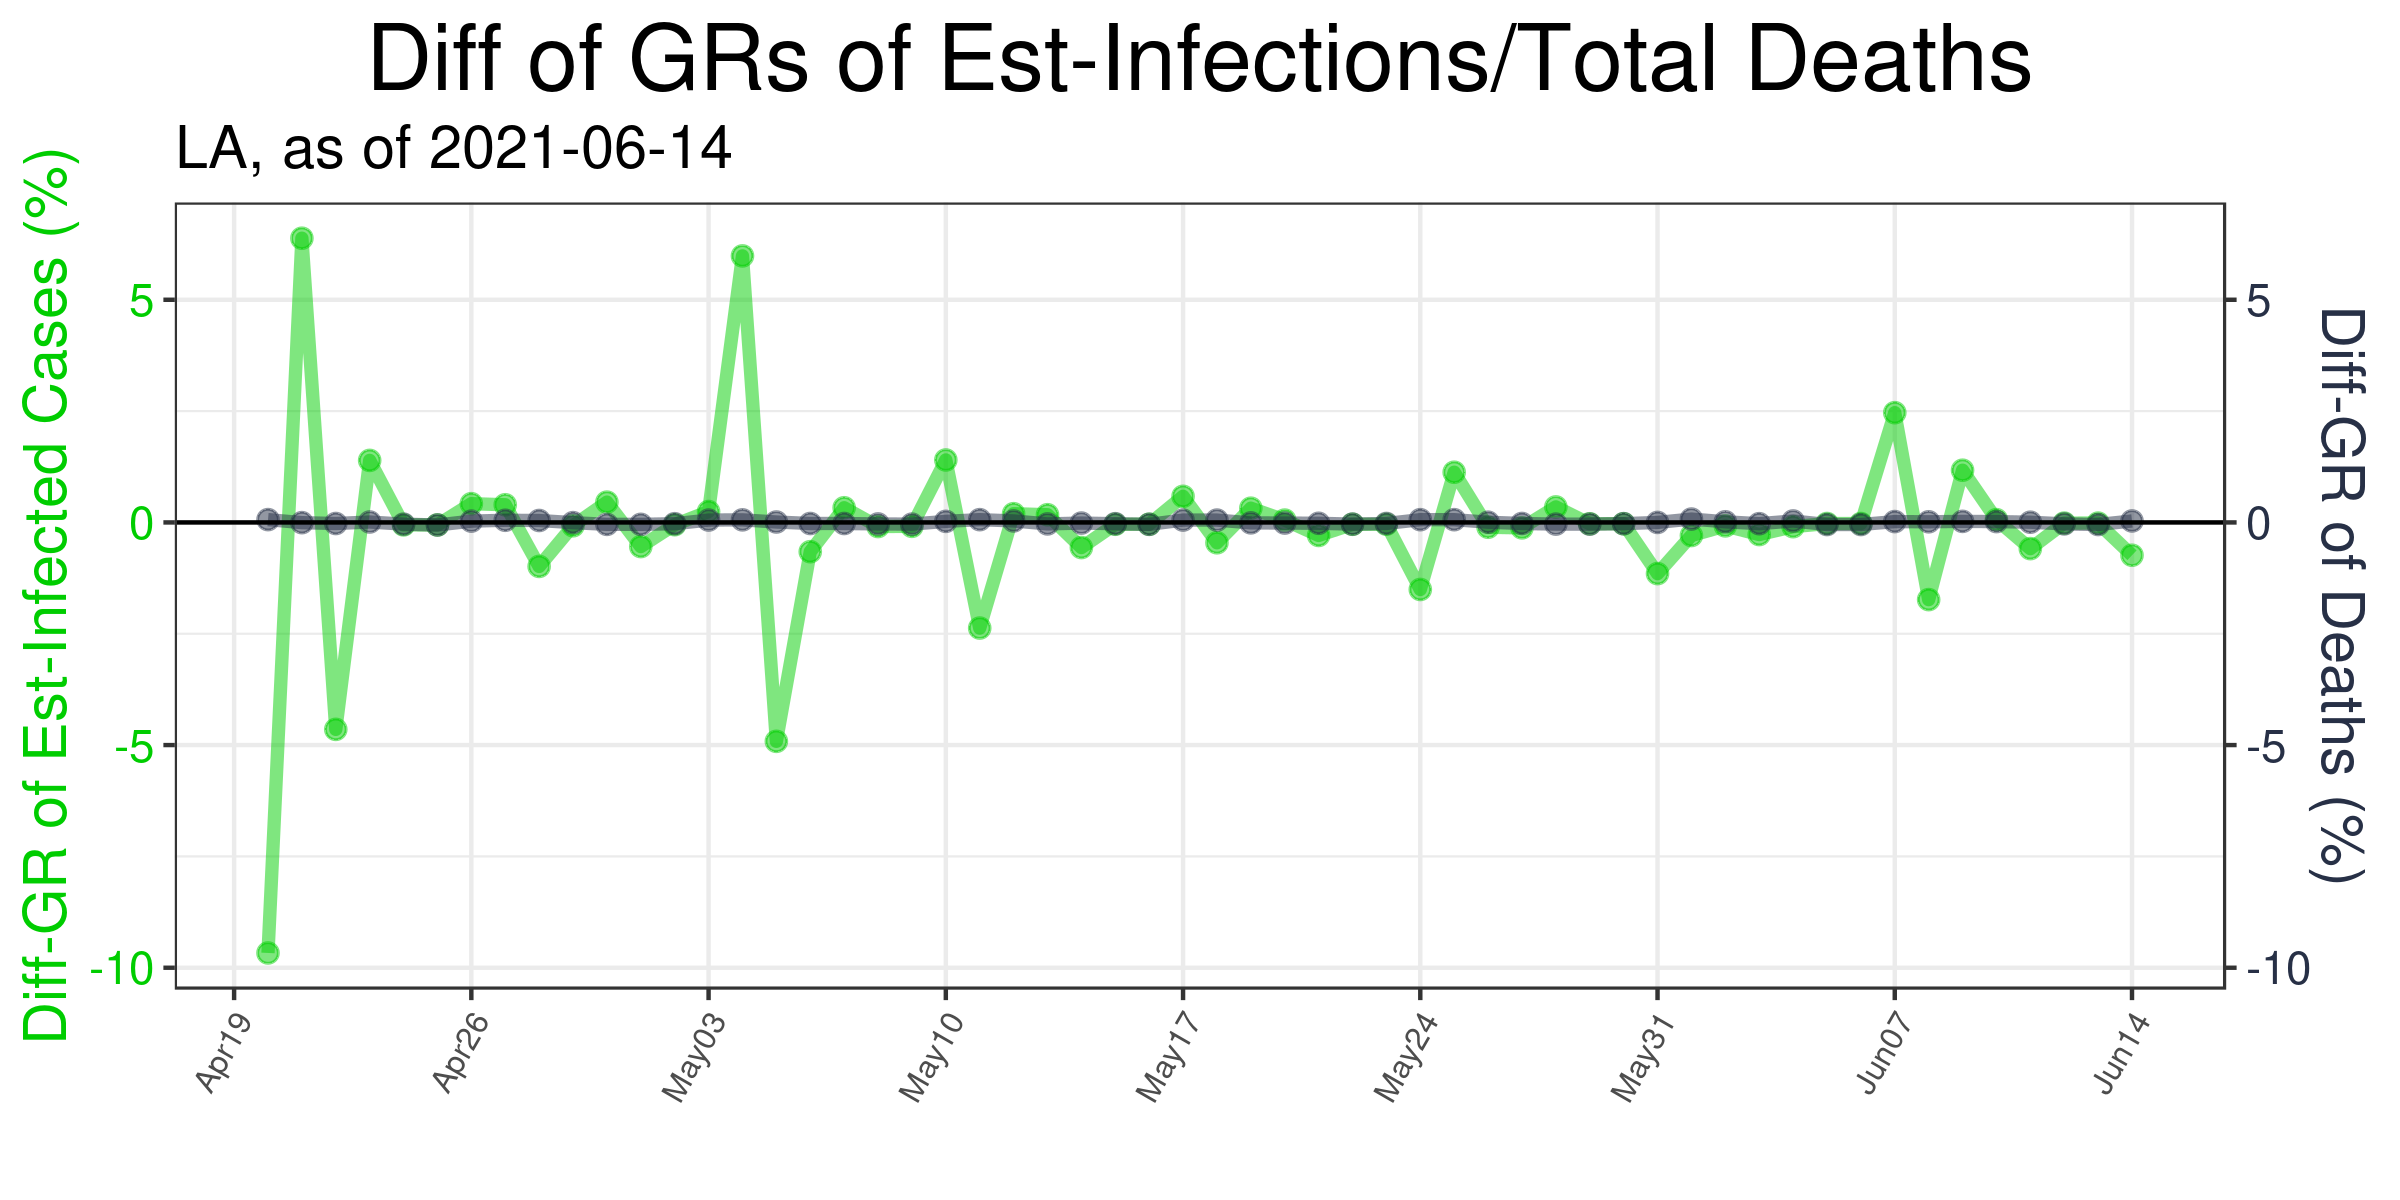 Diff of GRs of Est-Infections/Total Deaths
LA, as of 2021-06-14
Diff-GR of Est-Infected Cases (%)
5
0
-5
-10
5
0
-5
-10
Diff-GR of Deaths (%)
Apr19
Apr26
May03
May10
May17
May24
May31
Jun07
Jun14